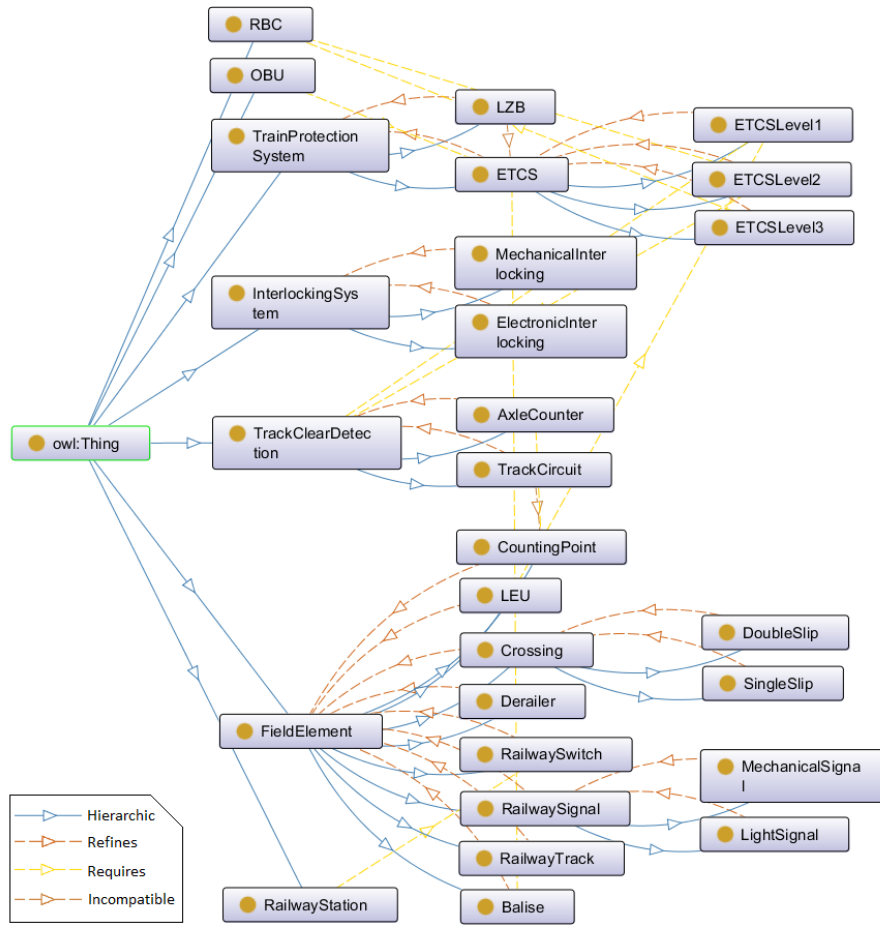 RBC
OBU
TrainProtection
System
LZB
ETCS
ETCSLevel1
ETCSLevel2
ETCSLevel3
InterlockingSys
tem
MechanicalInter
locking
ElectronicInter
locking
owl:Thing
TrackClearDetec
tion
AxleCounter
TrackCircuit
CountingPoint
LEU
Crossing
DoubleSlip
SingleSlip
Derailer
FieldElement
RailwaySwitch
MechanicalSigna
l
RailwaySignal
LightSignal
RailwayTrack
RailwayStation
Balise
Hierarchic
Refines
Requires
Incompatible